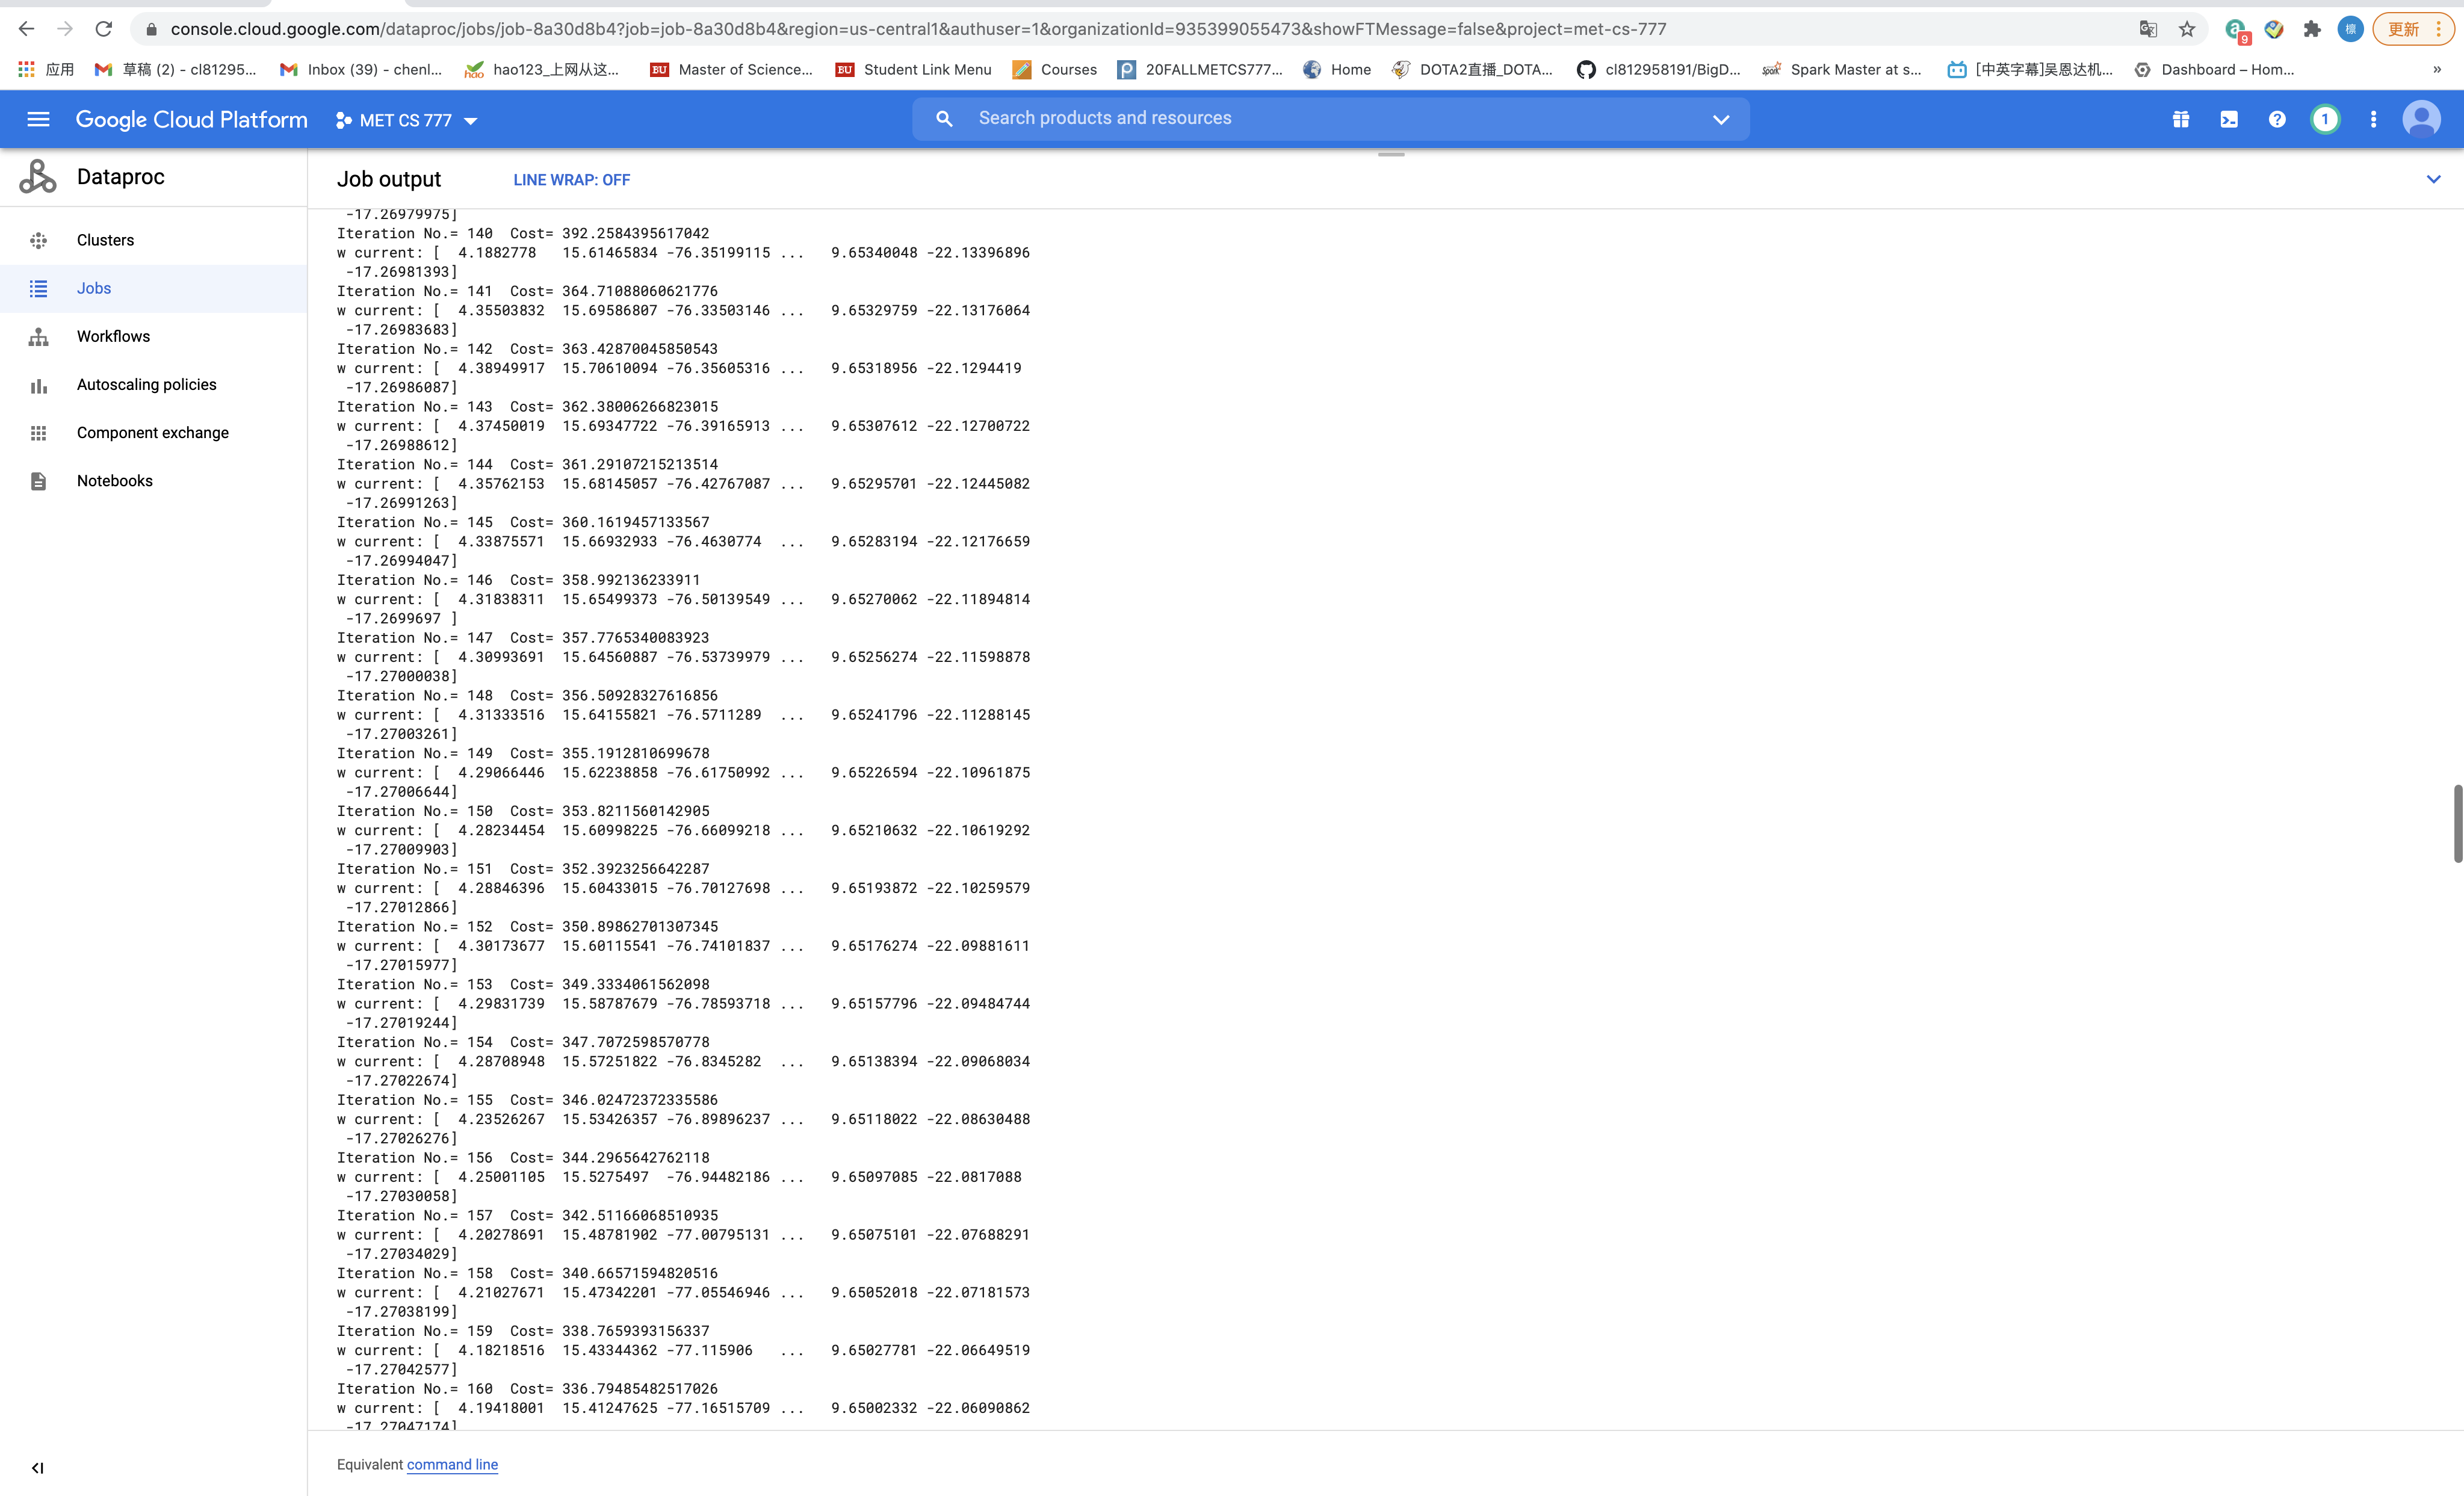 console.cloud.google.com/dataproc/jobs/job-8a30d8b4?job=job-8a30d8b4&region=us-central1&authuser=1&organizationId=935399055473&showFTMessage=false&project=met-cs-777
9
檩
更新
应用
草稿 (2) - cl81295...
Inbox (39) - chenl...
hao123_上网从这...
BU Master of Science...
BU Student Link Menu
Courses
20FALLMETCS777...
Home
DOTA2直播_DOTA...
cl812958191/BigD...
Spark Master at s...
[中英字幕]吴恩达机...
Dashboard – Hom...
»
Google Cloud Platform
MET CS 777
Search products and resources
1
Dataproc
Clusters
Jobs
Workflows
Autoscaling policies
Component exchange
Notebooks
Job output
LINE WRAP: OFF
-17.26979975]
Iteration No.= 140 Cost= 392.2584395617042
w current: [ 4.1882778 15.61465834 -76.35199115 ... 9.65340048 -22.13396896
-17.26981393]
Iteration No.= 141 Cost= 364.71088060621776
w current: [ 4.35503832 15.69586807 -76.33503146 ... 9.65329759 -22.13176064
-17.26983683]
Iteration No.= 142 Cost= 363.42870045850543
w current: [ 4.38949917 15.70610094 -76.35605316 ... 9.65318956 -22.1294419
-17.26986087]
Iteration No.= 143 Cost= 362.38006266823015
w current: [ 4.37450019 15.69347722 -76.39165913 ... 9.65307612 -22.12700722
-17.26988612]
Iteration No.= 144 Cost= 361.29107215213514
w current: [ 4.35762153 15.68145057 -76.42767087 ... 9.65295701 -22.12445082
-17.26991263]
Iteration No.= 145 Cost= 360.1619457133567
w current: [ 4.33875571 15.66932933 -76.4630774 ... 9.65283194 -22.12176659
-17.26994047]
Iteration No.= 146 Cost= 358.992136233911
w current: [ 4.31838311 15.65499373 -76.50139549 ... 9.65270062 -22.11894814
-17.2699697 ]
Iteration No.= 147 Cost= 357.7765340083923
w current: [ 4.30993691 15.64560887 -76.53739979 ... 9.65256274 -22.11598878
-17.27000038]
Iteration No.= 148 Cost= 356.50928327616856
w current: [ 4.31333516 15.64155821 -76.5711289 ... 9.65241796 -22.11288145
-17.27003261]
Iteration No.= 149 Cost= 355.1912810699678
w current: [ 4.29066446 15.62238858 -76.61750992 ... 9.65226594 -22.10961875
-17.27006644]
Iteration No.= 150 Cost= 353.8211560142905
w current: [ 4.28234454 15.60998225 -76.66099218 ... 9.65210632 -22.10619292
-17.27009903]
Iteration No.= 151 Cost= 352.3923256642287
w current: [ 4.28846396 15.60433015 -76.70127698 ... 9.65193872 -22.10259579
-17.27012866]
Iteration No.= 152 Cost= 350.89862701307345
w current: [ 4.30173677 15.60115541 -76.74101837 ... 9.65176274 -22.09881611
-17.27015977]
Iteration No.= 153 Cost= 349.3334061562098
w current: [ 4.29831739 15.58787679 -76.78593718 ... 9.65157796 -22.09484744
-17.27019244]
Iteration No.= 154 Cost= 347.7072598570778
w current: [ 4.28708948 15.57251822 -76.8345282 ... 9.65138394 -22.09068034
-17.27022674]
Iteration No.= 155 Cost= 346.02472372335586
w current: [ 4.23526267 15.53426357 -76.89896237 ... 9.65118022 -22.08630488
-17.27026276]
Iteration No.= 156 Cost= 344.2965642762118
w current: [ 4.25001105 15.5275497 -76.94482186 ... 9.65097085 -22.0817088
-17.27030058]
Iteration No.= 157 Cost= 342.51166068510935
w current: [ 4.20278691 15.48781902 -77.00795131 ... 9.65075101 -22.07688291
-17.27034029]
Iteration No.= 158 Cost= 340.66571594820516
w current: [ 4.21027671 15.47342201 -77.05546946 ... 9.65052018 -22.07181573
-17.27038199]
Iteration No.= 159 Cost= 338.7659393156337
w current: [ 4.18218516 15.43344362 -77.115906 ... 9.65027781 -22.06649519
-17.27042577]
Iteration No.= 160 Cost= 336.79485482517026
w current: [ 4.19418001 15.41247625 -77.16515709 ... 9.65002332 -22.06090862
-17.27047174]
Equivalent command line